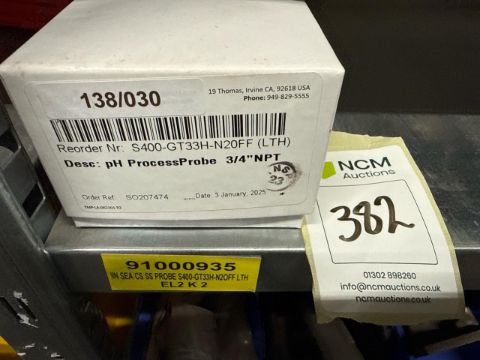 19 Thomas, Irvine CA, 92618 USA
Phone: 949-829-5555
138/030
Reorder Nr: S400-GT33H-N20FF (LTH)
Desc: pH ProcessProbe 3/4"NPT
Order Ref: SO207474
Date: 3 January, 2025
91000935
SEA CS SS PROBE S400-GT33H-N2OFF LTH
EL2 K 2
NCM
Auctions
382
01302 898260
info@ncmauctions.co.uk
ncmauctions.co.uk